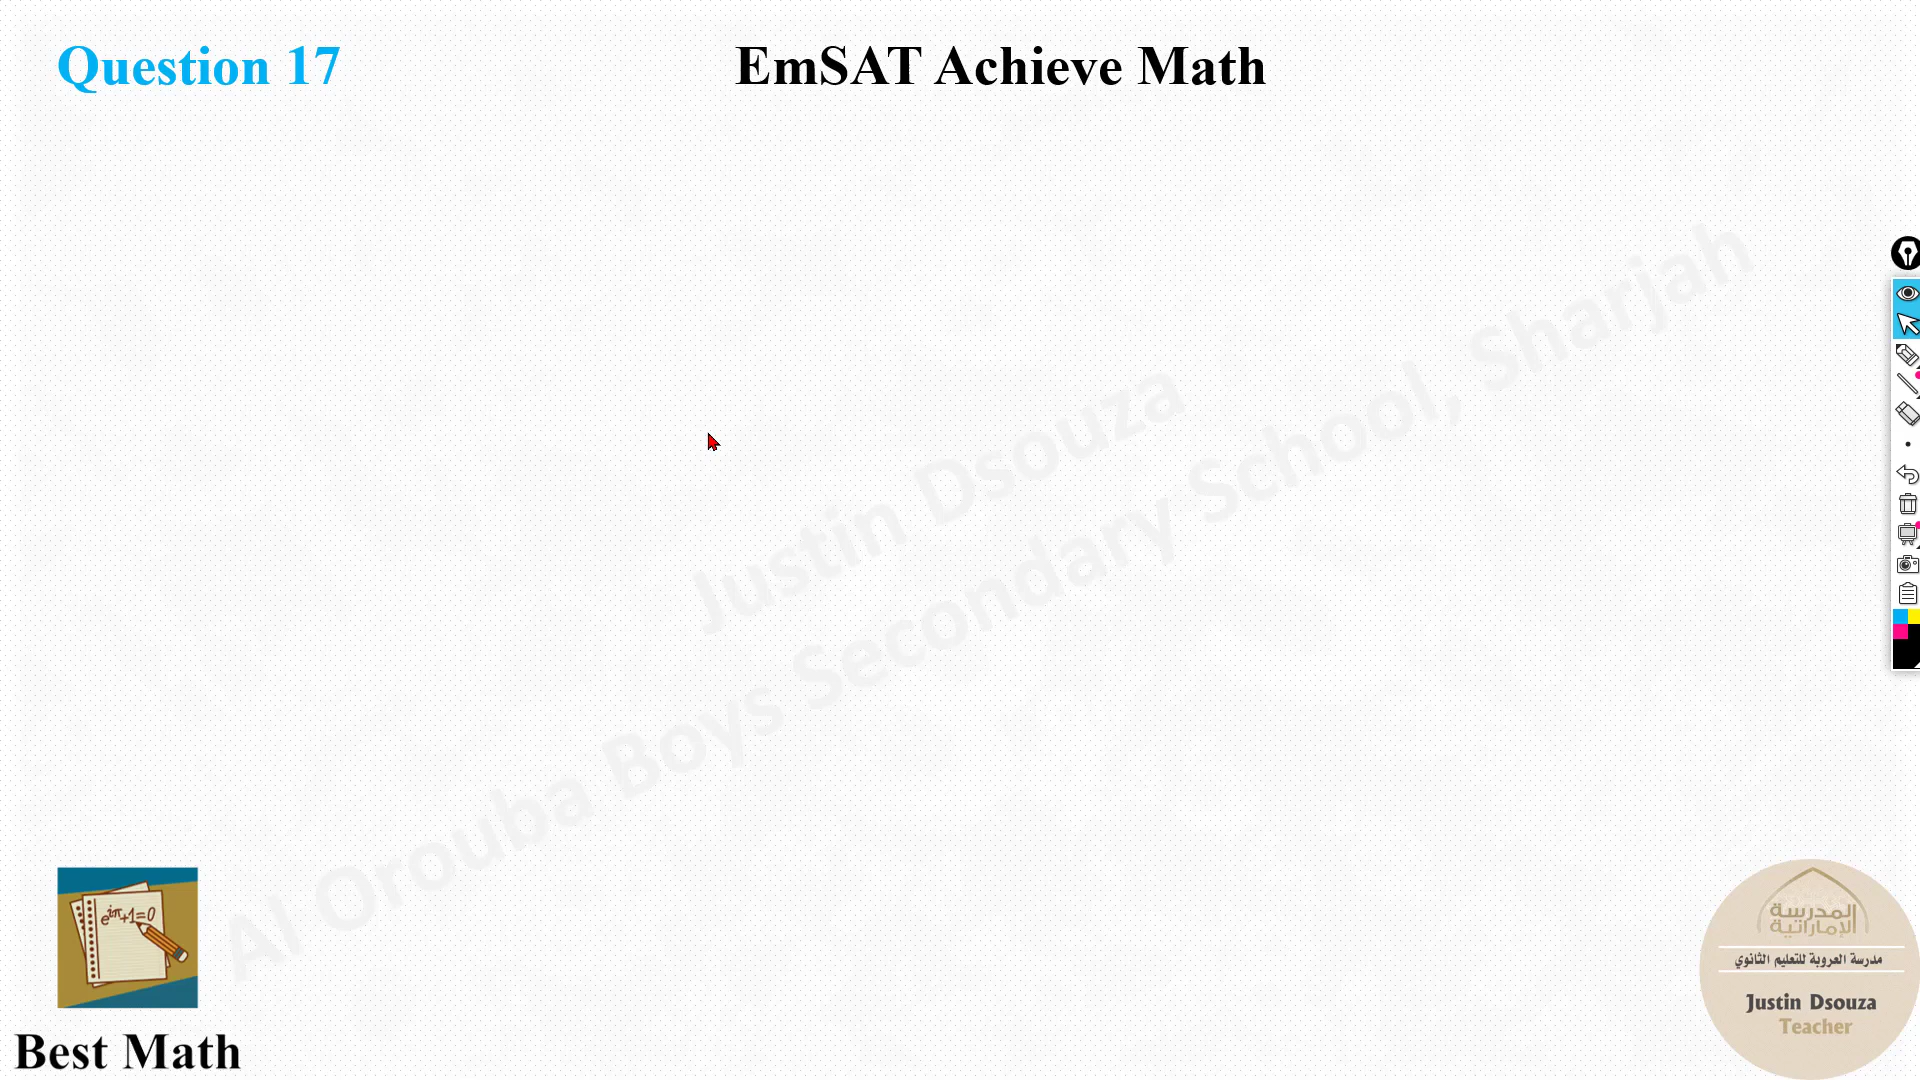 Question 17
EmSAT Achieve Math
Justin Dsouza
Al Orouba Boys Secondary School, Sharjah
e^iπ+1=0
Best Math
المدرسة
الإماراتية
مدرسة العروبة للتعليم الثانوي
Justin Dsouza
Teacher